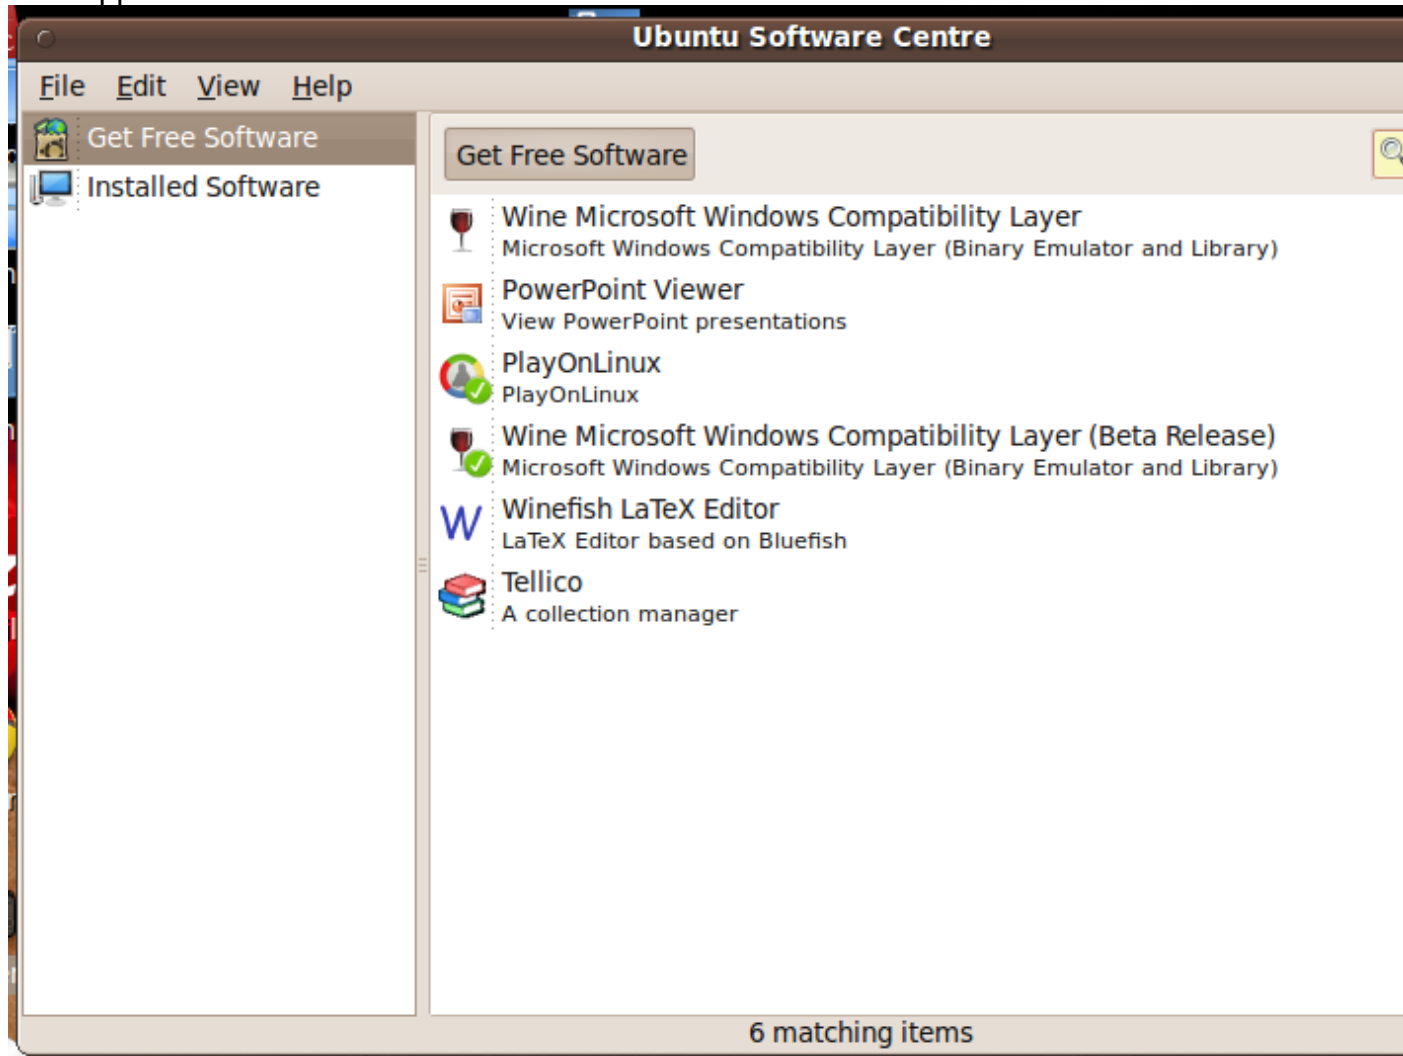 Ubuntu Software Centre
File Edit View Help
Get Free Software
Installed Software
Get Free Software
Wine Microsoft Windows Compatibility Layer
Microsoft Windows Compatibility Layer (Binary Emulator and Library)
PowerPoint Viewer
View PowerPoint presentations
PlayOnLinux
PlayOnLinux
Wine Microsoft Windows Compatibility Layer (Beta Release)
Microsoft Windows Compatibility Layer (Binary Emulator and Library)
W
Winefish LaTeX Editor
LaTeX Editor based on Bluefish
Tellico
A collection manager
6 matching items